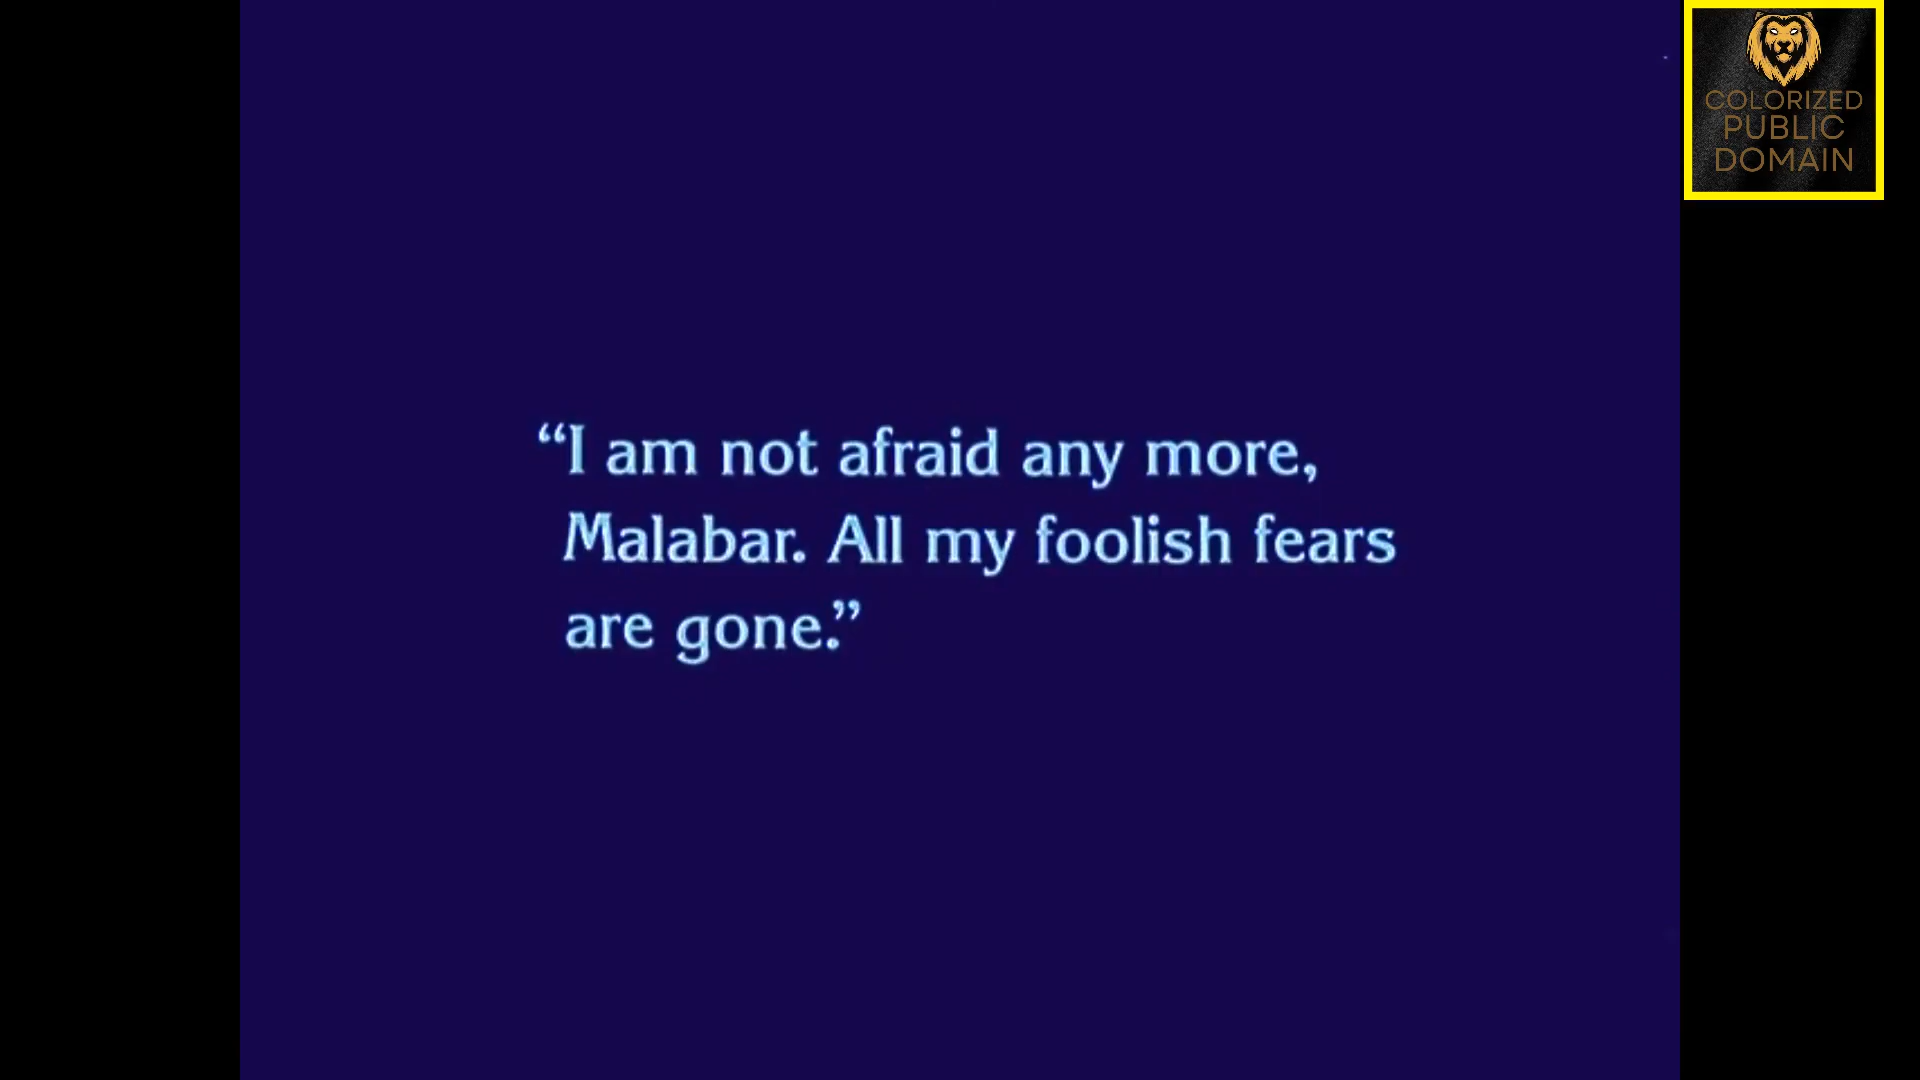 “I am not afraid any more,
Malabar. All my foolish fears
are gone.”
COLORIZED
PUBLIC
DOMAIN